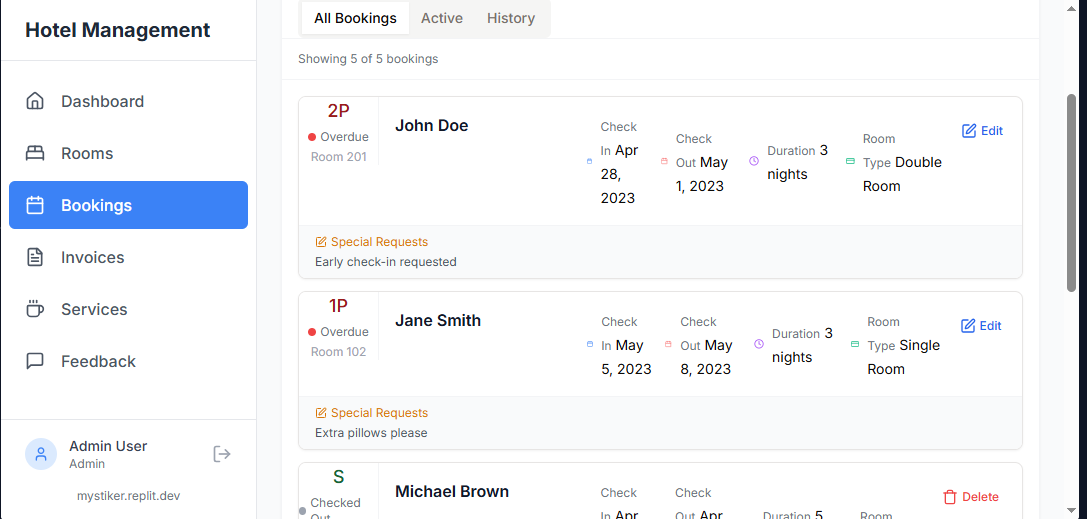 Hotel Management
Dashboard
Rooms
Bookings
Invoices
Services
Feedback
Admin User
Admin
mystiker.replit.dev
All Bookings
Active
History
Showing 5 of 5 bookings
2P
Overdue
Room 201
John Doe
Check
In Apr
28,
2023
Check
Out May
1, 2023
Duration 3
nights
Room
Type Double
Room
Edit
Special Requests
Early check-in requested
1P
Overdue
Room 102
Jane Smith
Check
In May
5, 2023
Check
Out May
8, 2023
Duration 3
nights
Room
Type Single
Room
Edit
Special Requests
Extra pillows please
S
Checked
Out
Michael Brown
Check
In Apr
Check
Out Apr
Duration 5
Room
Delete